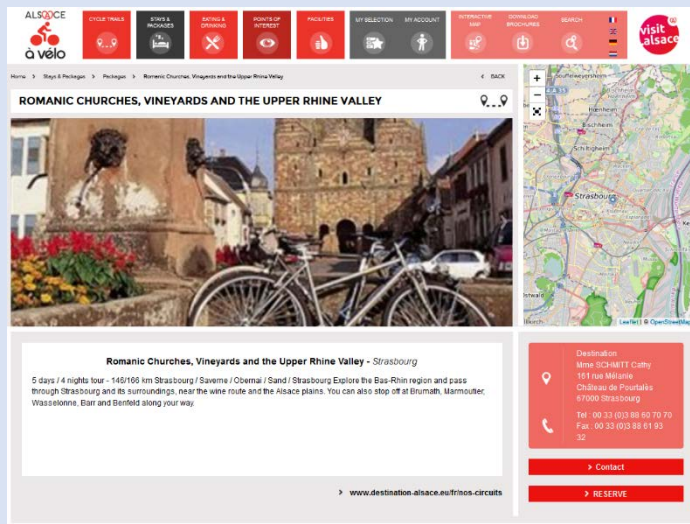 ALSACE
à vélo
CYCLE TRAILS
STAYS & PACKAGES
EATING & DRINKING
POINTS OF INTEREST
FACILITIES
MY SELECTION
MY ACCOUNT
INTERACTIVE MAP
DOWNLOAD BROCHURES
SEARCH
visit alsace
Home > Stays & Packages > Packages > Romanic Churches, Vineyards and the Upper Rhine Valley
< BACK
ROMANIC CHURCHES, VINEYARDS AND THE UPPER RHINE VALLEY
+
−
A 35
Souffelweyersheim
Hoenheim
Bischheim
Schiltigheim
Strasbourg
Ostwald
Leaflet | © OpenStreetMap
Romanic Churches, Vineyards and the Upper Rhine Valley - Strasbourg
5 days / 4 nights tour - 146/166 km Strasbourg / Saverne / Obernai / Sand / Strasbourg Explore the Bas-Rhin region and pass
through Strasbourg and its surroundings, near the wine route and the Alsace plains. You can also stop off at Brumath, Marmoutier,
Wasselonne, Barr and Benfeld along your way.
> www.destination-alsace.eu/fr/nos-circuits
Destination
Mme SCHMITT Cathy
161 rue Mélanie
Château de Pourtalès
67000 Strasbourg
Tel : 00 33 (0)3 88 60 70 70
Fax : 00 33 (0)3 88 61 93
32
> Contact
> RESERVE